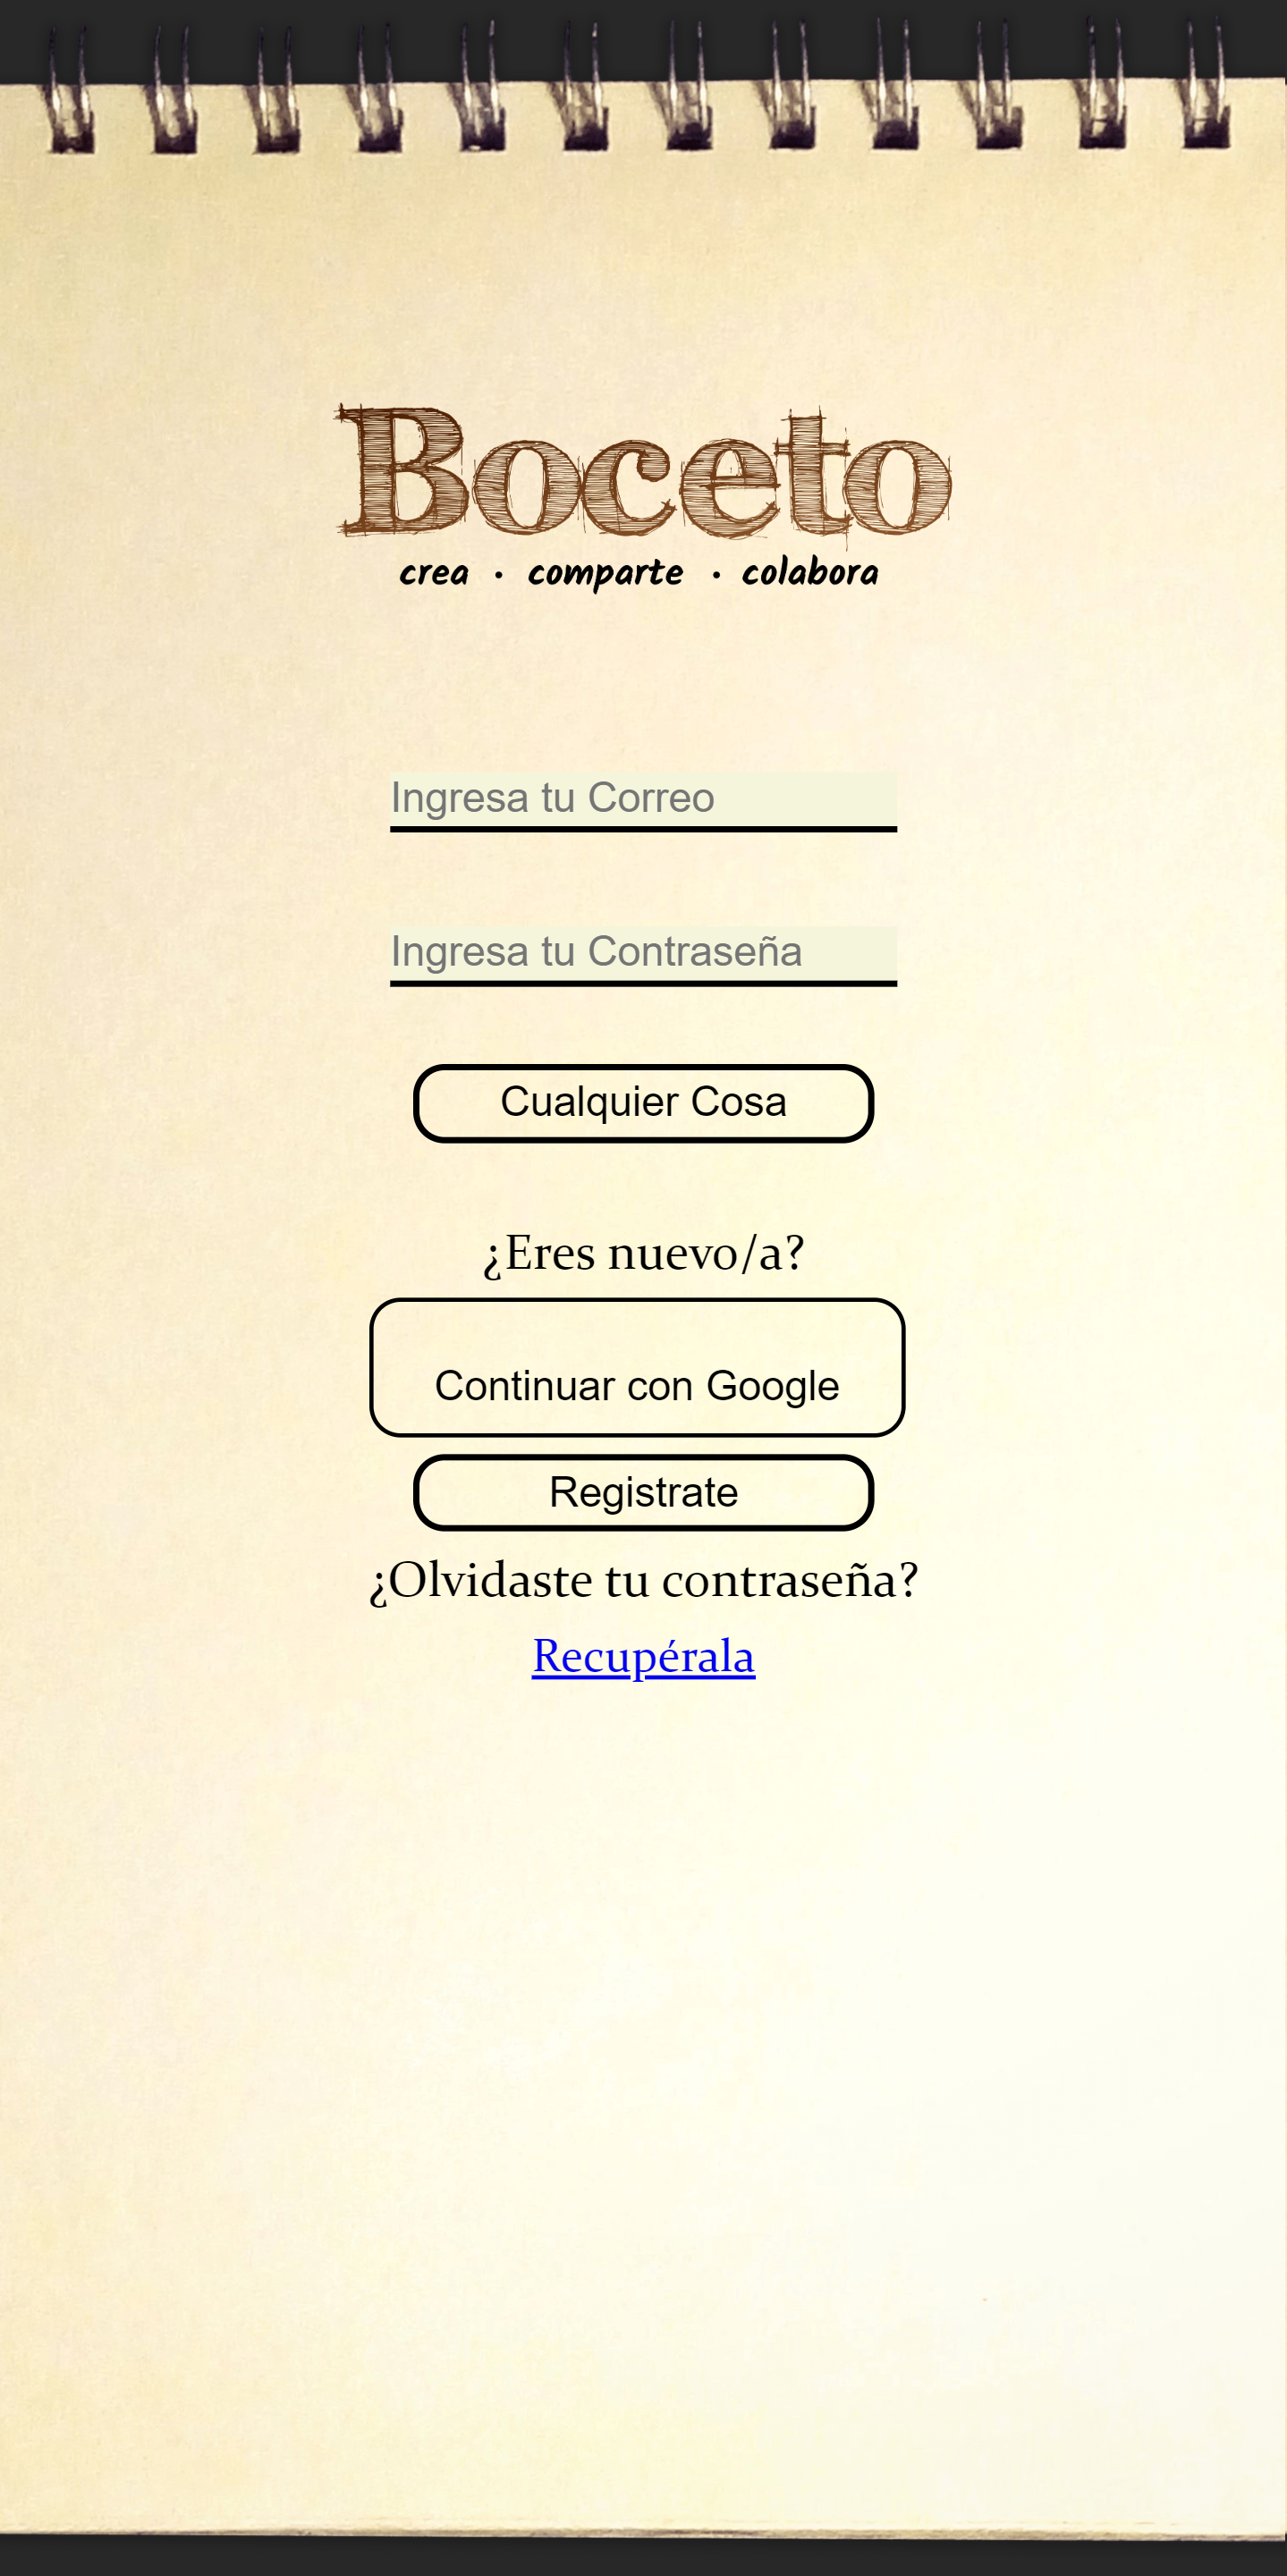 Boceto
crea · comparte · colabora
Ingresa tu Correo
Ingresa tu Contraseña
Cualquier Cosa
¿Eres nuevo/a?
Continuar con Google
Registrate
¿Olvidaste tu contraseña?
Recupérala